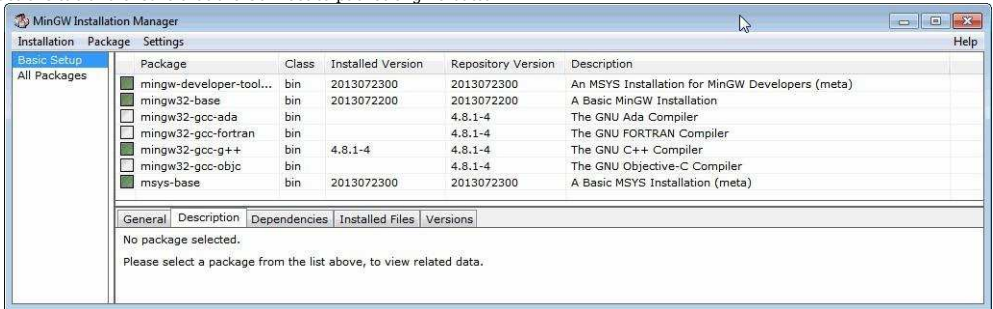 MinGW Installation Manager
Installation Package Settings Help
Basic Setup
All Packages
Package Class Installed Version Repository Version Description
mingw-developer-tool... bin 2013072300 2013072300 An MSYS Installation for MinGW Developers (meta)
mingw32-base bin 2013072200 2013072200 A Basic MinGW Installation
mingw32-gcc-ada bin 4.8.1-4 The GNU Ada Compiler
mingw32-gcc-fortran bin 4.8.1-4 The GNU FORTRAN Compiler
mingw32-gcc-g++ bin 4.8.1-4 4.8.1-4 The GNU C++ Compiler
mingw32-gcc-objc bin 4.8.1-4 The GNU Objective-C Compiler
msys-base bin 2013072300 2013072300 A Basic MSYS Installation (meta)
General Description Dependencies Installed Files Versions
No package selected.
Please select a package from the list above, to view related data.